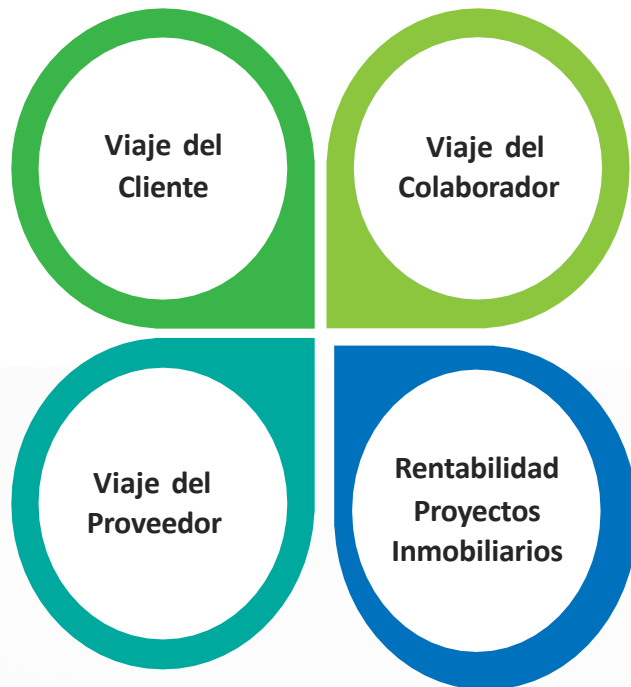 Viaje del
Cliente
Viaje del
Colaborador
Viaje del
Proveedor
Rentabilidad
Proyectos
Inmobiliarios